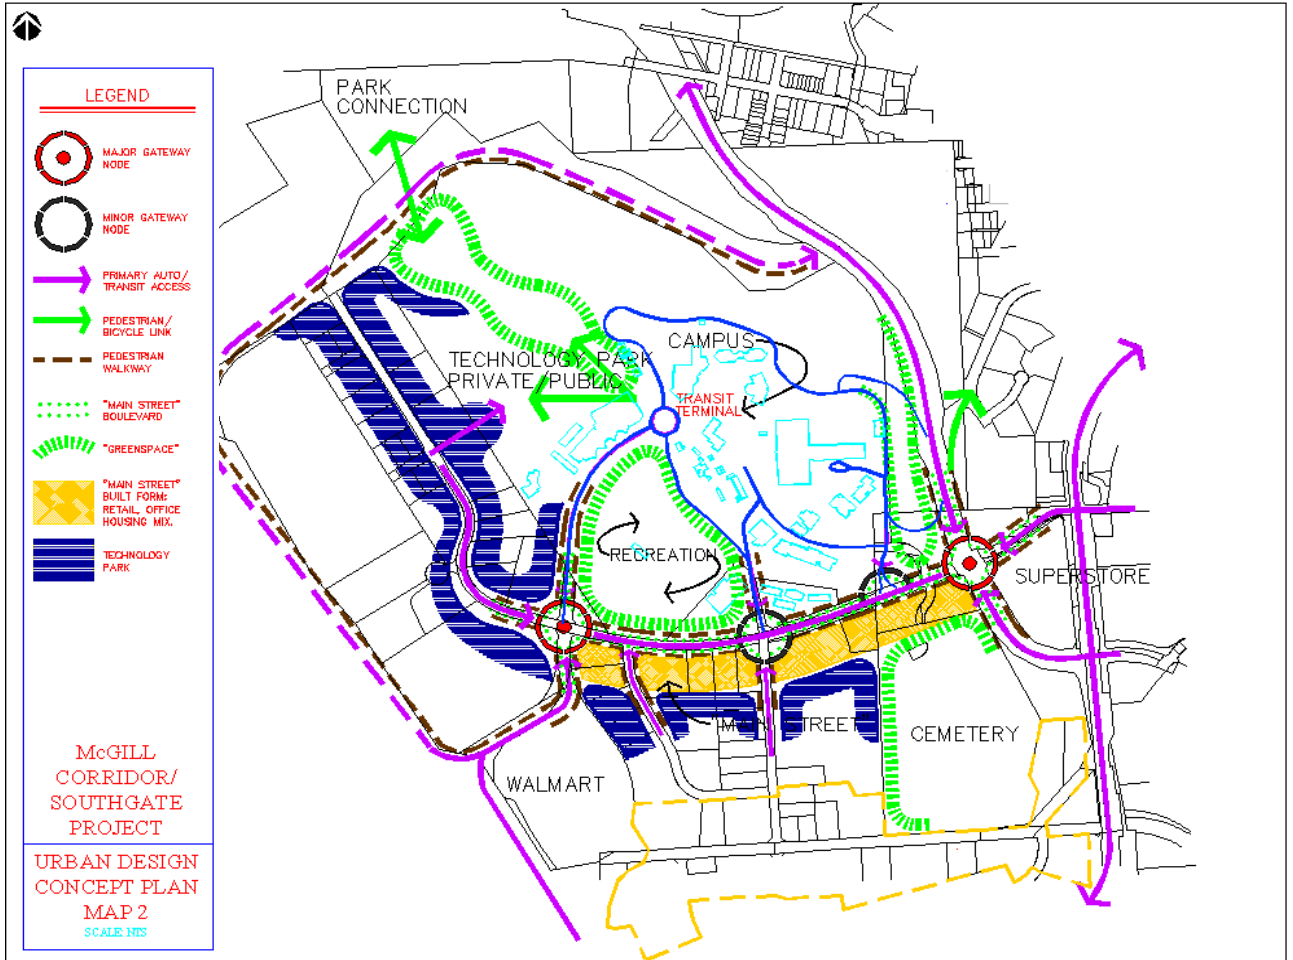 LEGEND
MAJOR GATEWAY
NODE
MINOR GATEWAY
NODE
PRIMARY AUTO/
TRANSIT ACCESS
PEDESTRIAN/
BICYCLE LINK
PEDESTRIAN
WALKWAY
"MAIN STREET"
BOULEVARD
"GREENSPACE"
"MAIN STREET"
BUILT FORM:
RETAIL, OFFICE
HOUSING MIX.
TECHNOLOGY
PARK
McGILL
CORRIDOR/
SOUTHGATE
PROJECT
URBAN DESIGN
CONCEPT PLAN
MAP 2
SCALE: NTS
PARK
CONNECTION
CAMPUS
TECHNOLOGY PARK
PRIVATE/PUBLIC
TRANSIT
TERMINAL
RECREATION
SUPERSTORE
"MAIN STREET"
CEMETERY
WALMART